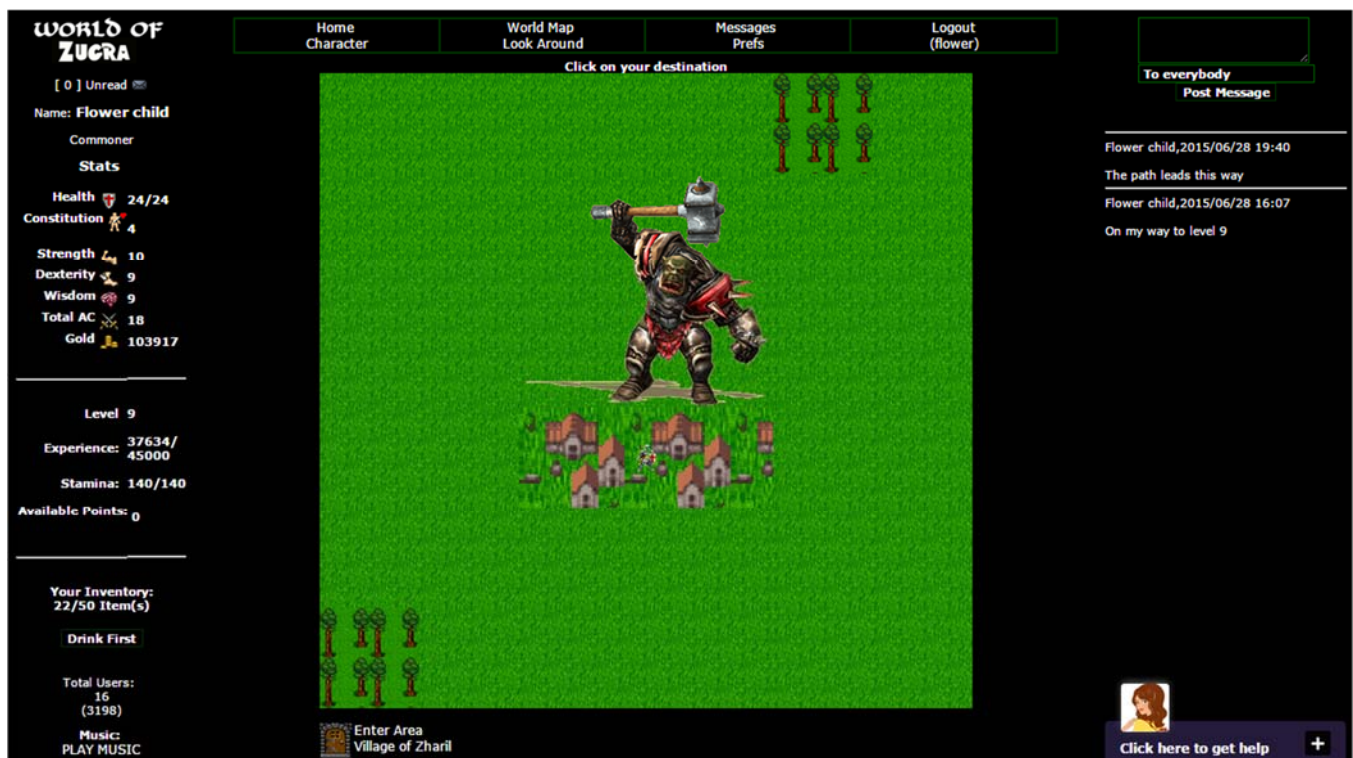 WORLD OF
ZUGRA
[ 0 ] Unread
Name: Flower child
Commoner
Stats
Health 24/24
Constitution 4
Strength 10
Dexterity 9
Wisdom 9
Total AC 18
Gold 103917
Level 9
Experience: 37634/
45000
Stamina: 140/140
Available Points: 0
Your Inventory:
22/50 Item(s)
Drink First
Total Users:
16
(3198)
Music:
PLAY MUSIC
Home World Map Messages Logout
Character Look Around Prefs (flower)
Click on your destination
Enter Area
Village of Zharil
To everybody
Post Message
Flower child,2015/06/28 19:40
The path leads this way
Flower child,2015/06/28 16:07
On my way to level 9
Click here to get help +